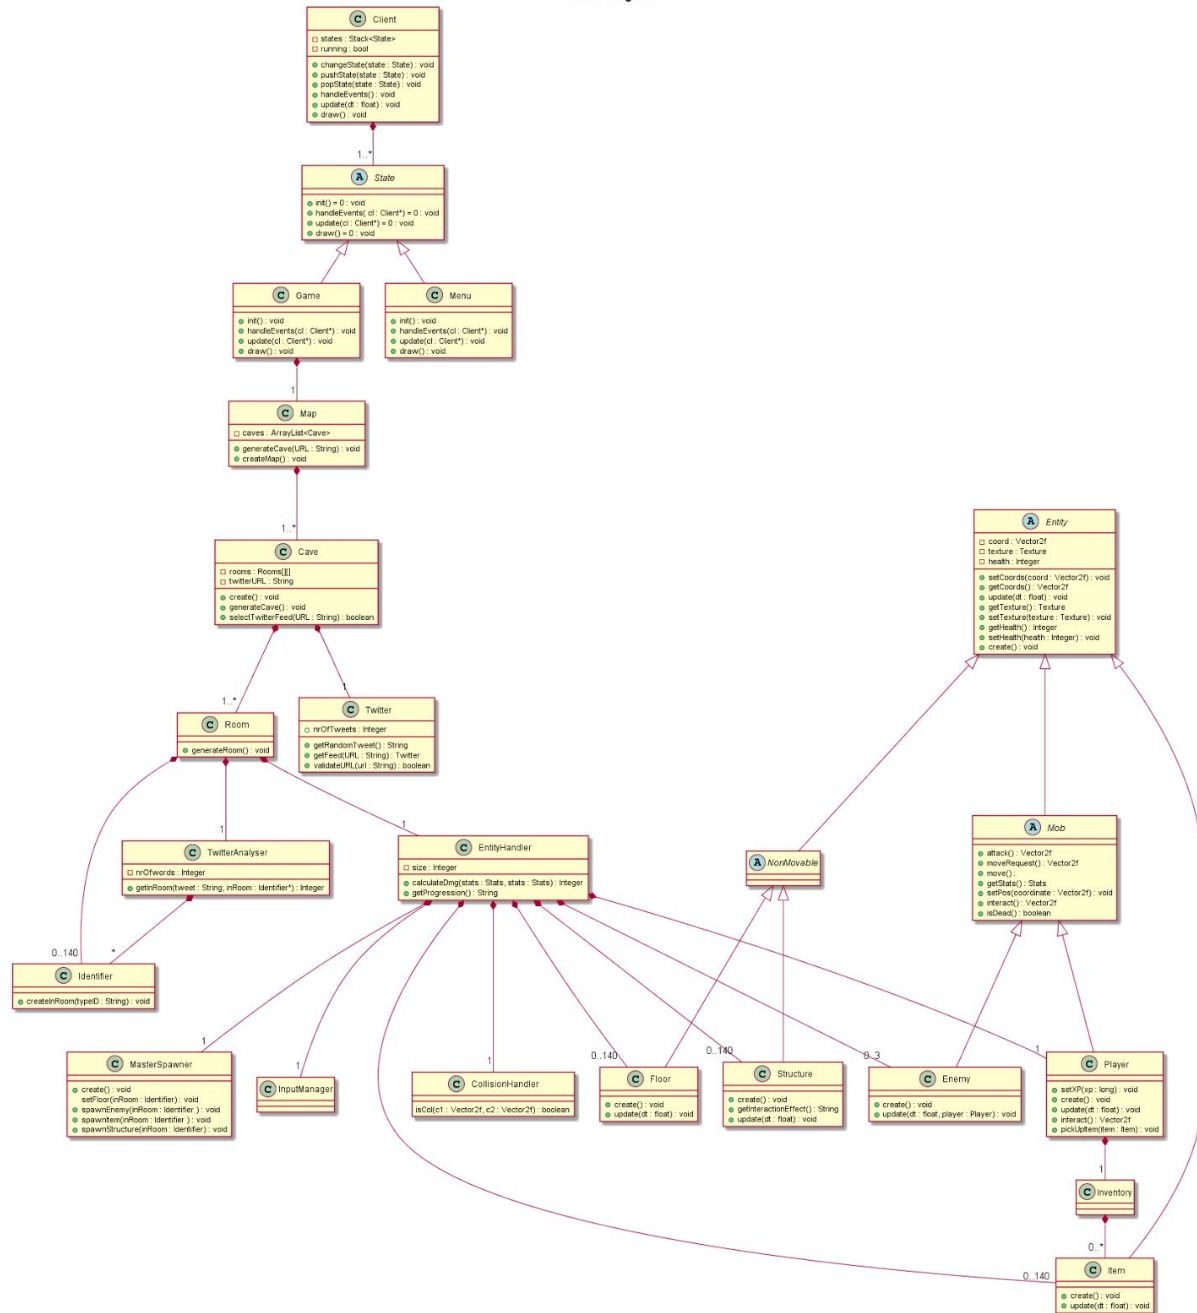 C Client
states : Stack<State>
running : bool
changeState(state : State) : void
pushState(state : State) : void
popState(state : State) : void
handleEvents() : void
update(dt : float) : void
draw() : void
1..*
A State
init() = 0 : void
handleEvents( cl : Client*) = 0 : void
update(cl : Client*) = 0 : void
draw() = 0 : void
C Game
init() : void
handleEvents(cl : Client*) : void
update(cl : Client*) : void
draw() : void
C Menu
init() : void
handleEvents(cl : Client*) : void
update(cl : Client*) : void
draw() : void
1
C Map
caves : ArrayList<Cave>
generateCave(URL : String) : void
createMap() : void
1..*
C Cave
rooms : Rooms[][]
twitterURL : String
create() : void
generateCave() : void
selectTwitterFeed(URL : String) : boolean
A Entity
coord : Vector2f
texture : Texture
health : Integer
setCoords(coord : Vector2f) : void
getCoords() : Vector2f
update(dt : float) : void
getTexture() : Texture
setTexture(texture : Texture) : void
getHealth() : Integer
setHealth(health : Integer) : void
create() : void
1..*
1
C Room
generateRoom() : void
C Twitter
nrOfTweets : Integer
getRandomTweet() : String
getFeed(URL : String) : Twitter
validateURL(url : String) : boolean
1
1
C TwitterAnalyser
nrOfwords : Integer
getInRoom(tweet : String, inRoom : Identifier*) : Integer
C EntityHandler
size : Integer
calculateDmg(stats : Stats, stats : Stats) : Integer
getProgression() : String
A NonMovable
A Mob
attack() : Vector2f
moveRequest() : Vector2f
move() :
getStats() : Stats
setPos(coordinate : Vector2f) : void
interact() : Vector2f
isDead() : boolean
0..140
*
C Identifier
createInRoom(typeID : String) : void
1
1
1
0..140
0..140
0..3
1
C MasterSpawner
create() : void
setFloor(inRoom : Identifier) : void
spawnEnemy(inRoom : Identifier ) : void
spawnItem(inRoom : Identifier) : void
spawnStructure(inRoom : Identifier) : void
C InputManager
C CollisionHandler
isCol(c1 : Vector2f, c2 : Vector2f) : boolean
C Floor
create() : void
update(dt : float) : void
C Structure
create() : void
getInteractionEffect() : String
update(dt : float) : void
C Enemy
create() : void
update(dt : float, player : Player) : void
C Player
setXP(xp : long) : void
create() : void
update(dt : float) : void
interact() : Vector2f
pickUpItem(item : Item) : void
1
C Inventory
0..*
0..140
C Item
create() : void
update(dt : float) : void